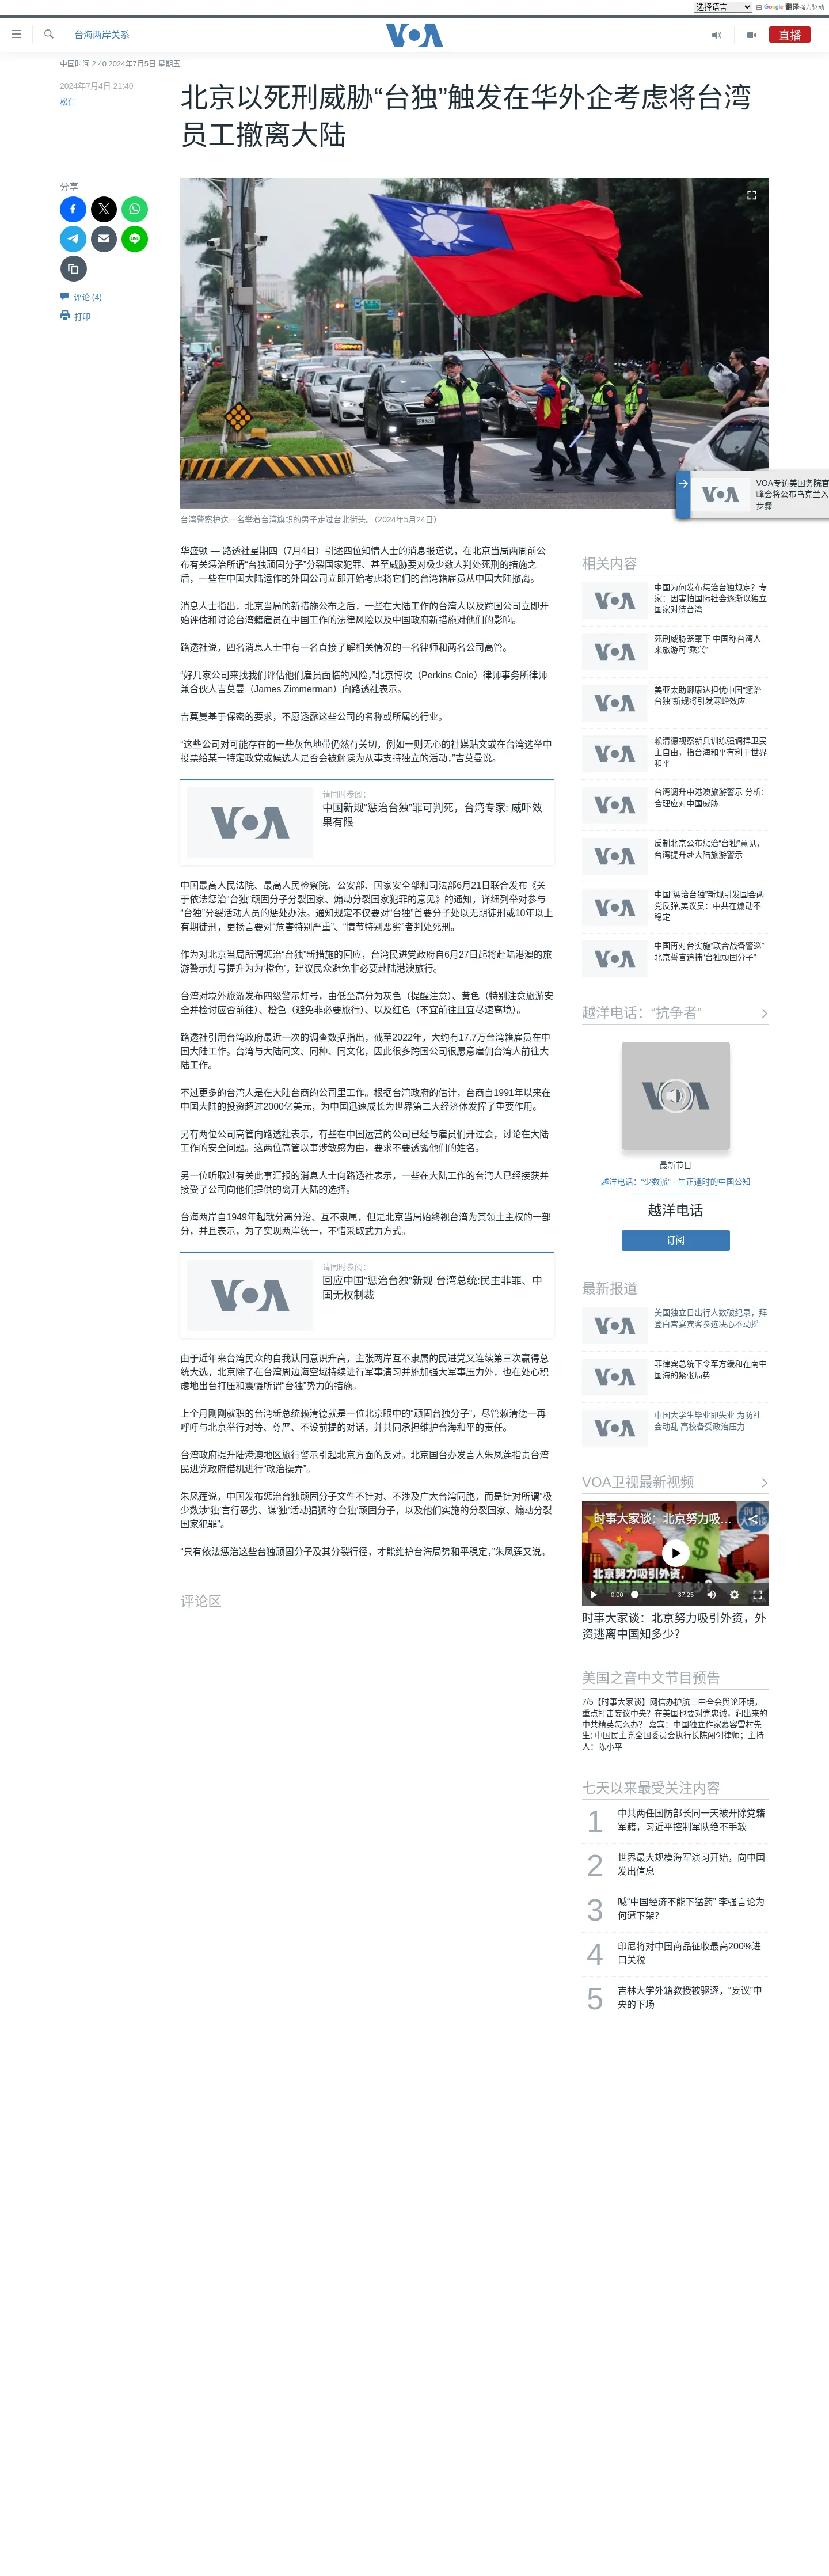 选择语言
由 Google 翻译强力驱动
台海两岸关系
VOA
直播
中国时间 2:40 2024年7月5日 星期五
2024年7月4日 21:40
松仁
北京以死刑威胁“台独”触发在华外企考虑将台湾
员工撤离大陆
分享
评论 (4)
打印
台湾警察护送一名举着台湾旗帜的男子走过台北街头。（2024年5月24日）
VOA专访美国务院官
峰会将公布乌克兰入
步骤
华盛顿 — 路透社星期四（7月4日）引述四位知情人士的消息报道说，在北京当局两周前公
布有关惩治所谓“台独顽固分子”分裂国家犯罪、甚至威胁要对极少数人判处死刑的措施之
后，一些在中国大陆运作的外国公司立即开始考虑将它们的台湾籍雇员从中国大陆撤离。
消息人士指出，北京当局的新措施公布之后，一些在大陆工作的台湾人以及跨国公司立即开
始评估和讨论台湾籍雇员在中国工作的法律风险以及中国政府新措施对他们的影响。
路透社说，四名消息人士中有一名直接了解相关情况的一名律师和两名公司高管。
“好几家公司来找我们评估他们雇员面临的风险，”北京博坎（Perkins Coie）律师事务所律师
兼合伙人吉莫曼（James Zimmerman）向路透社表示。
吉莫曼基于保密的要求，不愿透露这些公司的名称或所属的行业。
“这些公司对可能存在的一些灰色地带仍然有关切，例如一则无心的社媒贴文或在台湾选举中
投票给某一特定政党或候选人是否会被解读为从事支持独立的活动，”吉莫曼说。
VOA
请同时参阅：
中国新规“惩治台独”罪可判死，台湾专家: 威吓效
果有限
中国最高人民法院、最高人民检察院、公安部、国家安全部和司法部6月21日联合发布《关
于依法惩治“台独”顽固分子分裂国家、煽动分裂国家犯罪的意见》的通知，详细列举对参与
“台独”分裂活动人员的惩处办法。通知规定不仅要对“台独”首要分子处以无期徒刑或10年以上
有期徒刑，更扬言要对“危害特别严重”、“情节特别恶劣”者判处死刑。
作为对北京当局所谓惩治“台独”新措施的回应，台湾民进党政府自6月27日起将赴陆港澳的旅
游警示灯号提升为为‘橙色’，建议民众避免非必要赴陆港澳旅行。
台湾对境外旅游发布四级警示灯号，由低至高分为灰色（提醒注意）、黄色（特别注意旅游安
全并检讨应否前往）、橙色（避免非必要旅行）、以及红色（不宜前往且宜尽速离境）。
路透社引用台湾政府最近一次的调查数据指出，截至2022年，大约有17.7万台湾籍雇员在中
国大陆工作。台湾与大陆同文、同种、同文化，因此很多跨国公司很愿意雇佣台湾人前往大
陆工作。
不过更多的台湾人是在大陆台商的公司里工作。根据台湾政府的估计，台商自1991年以来在
中国大陆的投资超过2000亿美元，为中国迅速成长为世界第二大经济体发挥了重要作用。
另有两位公司高管向路透社表示，有些在中国运营的公司已经与雇员们开过会，讨论在大陆
工作的安全问题。这两位高管以事涉敏感为由，要求不要透露他们的姓名。
另一位听取过有关此事汇报的消息人士向路透社表示，一些在大陆工作的台湾人已经接获并
接受了公司向他们提供的离开大陆的选择。
台海两岸自1949年起就分离分治、互不隶属，但是北京当局始终视台湾为其领土主权的一部
分，并且表示，为了实现两岸统一，不惜采取武力方式。
VOA
请同时参阅：
回应中国“惩治台独”新规 台湾总统:民主非罪、中
国无权制裁
由于近年来台湾民众的自我认同意识升高，主张两岸互不隶属的民进党又连续第三次赢得总
统大选，北京除了在台湾周边海空域持续进行军事演习并施加强大军事压力外，也在处心积
虑地出台打压和震慑所谓“台独”势力的措施。
上个月刚刚就职的台湾新总统赖清德就是一位北京眼中的“顽固台独分子”，尽管赖清德一再
呼吁与北京举行对等、尊严、不设前提的对话，并共同承担维护台海和平的责任。
台湾政府提升陆港澳地区旅行警示引起北京方面的反对。北京国台办发言人朱凤莲指责台湾
民进党政府借机进行“政治操弄”。
朱凤莲说，中国发布惩治台独顽固分子文件不针对、不涉及广大台湾同胞，而是针对所谓“极
少数涉‘独’言行恶劣、谋‘独’活动猖獗的‘台独’顽固分子，以及他们实施的分裂国家、煽动分裂
国家犯罪”。
“只有依法惩治这些台独顽固分子及其分裂行径，才能维护台海局势和平稳定，”朱凤莲又说。
评论区
相关内容
中国为何发布惩治台独规定？专
家：因害怕国际社会逐渐以独立
国家对待台湾
死刑威胁笼罩下 中国称台湾人
来旅游可“乘兴”
美亚太助卿康达担忧中国“惩治
台独”新规将引发寒蝉效应
赖清德视察新兵训练强调捍卫民
主自由，指台海和平有利于世界
和平
台湾调升中港澳旅游警示 分析:
合理应对中国威胁
反制北京公布惩治“台独”意见，
台湾提升赴大陆旅游警示
中国“惩治台独”新规引发国会两
党反弹,美议员：中共在煽动不
稳定
中国再对台实施“联合战备警巡”
北京誓言追捕“台独顽固分子”
越洋电话：“抗争者”
最新节目
越洋电话：“少数派” - 生正逢时的中国公知
越洋电话
订阅
最新报道
美国独立日出行人数破纪录，拜
登白宫宴宾客参选决心不动摇
菲律宾总统下令军方缓和在南中
国海的紧张局势
中国大学生毕业即失业 为防社
会动乱 高校备受政治压力
VOA卫视最新视频
时事大家谈：北京努力吸…
北京努力吸引外资，
0:00
37:25
时事大家谈：北京努力吸引外资，外
资逃离中国知多少？
美国之音中文节目预告
7/5【时事大家谈】网信办护航三中全会舆论环境，
重点打击妄议中央？在美国也要对党忠诚，润出来的
中共精英怎么办？ 嘉宾：中国独立作家慕容雪村先
生; 中国民主党全国委员会执行长陈闯创律师；主持
人：陈小平
七天以来最受关注内容
1
中共两任国防部长同一天被开除党籍
军籍，习近平控制军队绝不手软
2
世界最大规模海军演习开始，向中国
发出信息
3
喊“中国经济不能下猛药” 李强言论为
何遭下架？
4
印尼将对中国商品征收最高200%进
口关税
5
吉林大学外籍教授被驱逐，“妄议”中
央的下场